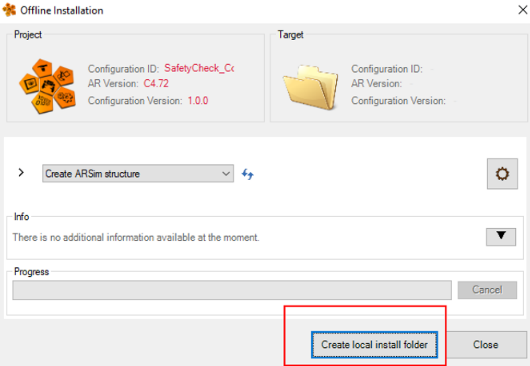 Offline Installation
Project
Configuration ID: SafetyCheck_Cc
AR Version: C4.72
Configuration Version: 1.0.0
Target
Configuration ID:
AR Version:
Configuration Version:
Create ARSim structure
Info
There is no additional information available at the moment.
Progress
Cancel
Create local install folder
Close